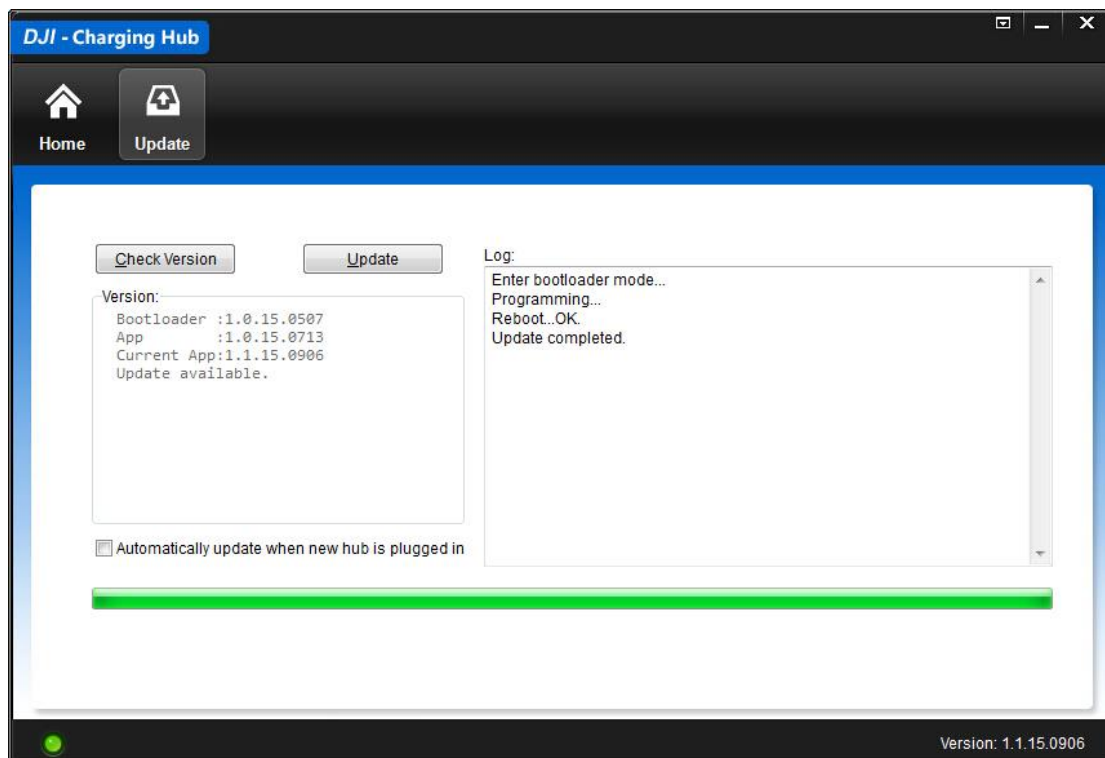 DJI - Charging Hub
Home
Update
Check Version
Update
Version:
Bootloader :1.0.15.0507
App        :1.0.15.0713
Current App:1.1.15.0906
Update available.
Automatically update when new hub is plugged in
Log:
Enter bootloader mode...
Programming...
Reboot...OK.
Update completed.
Version: 1.1.15.0906